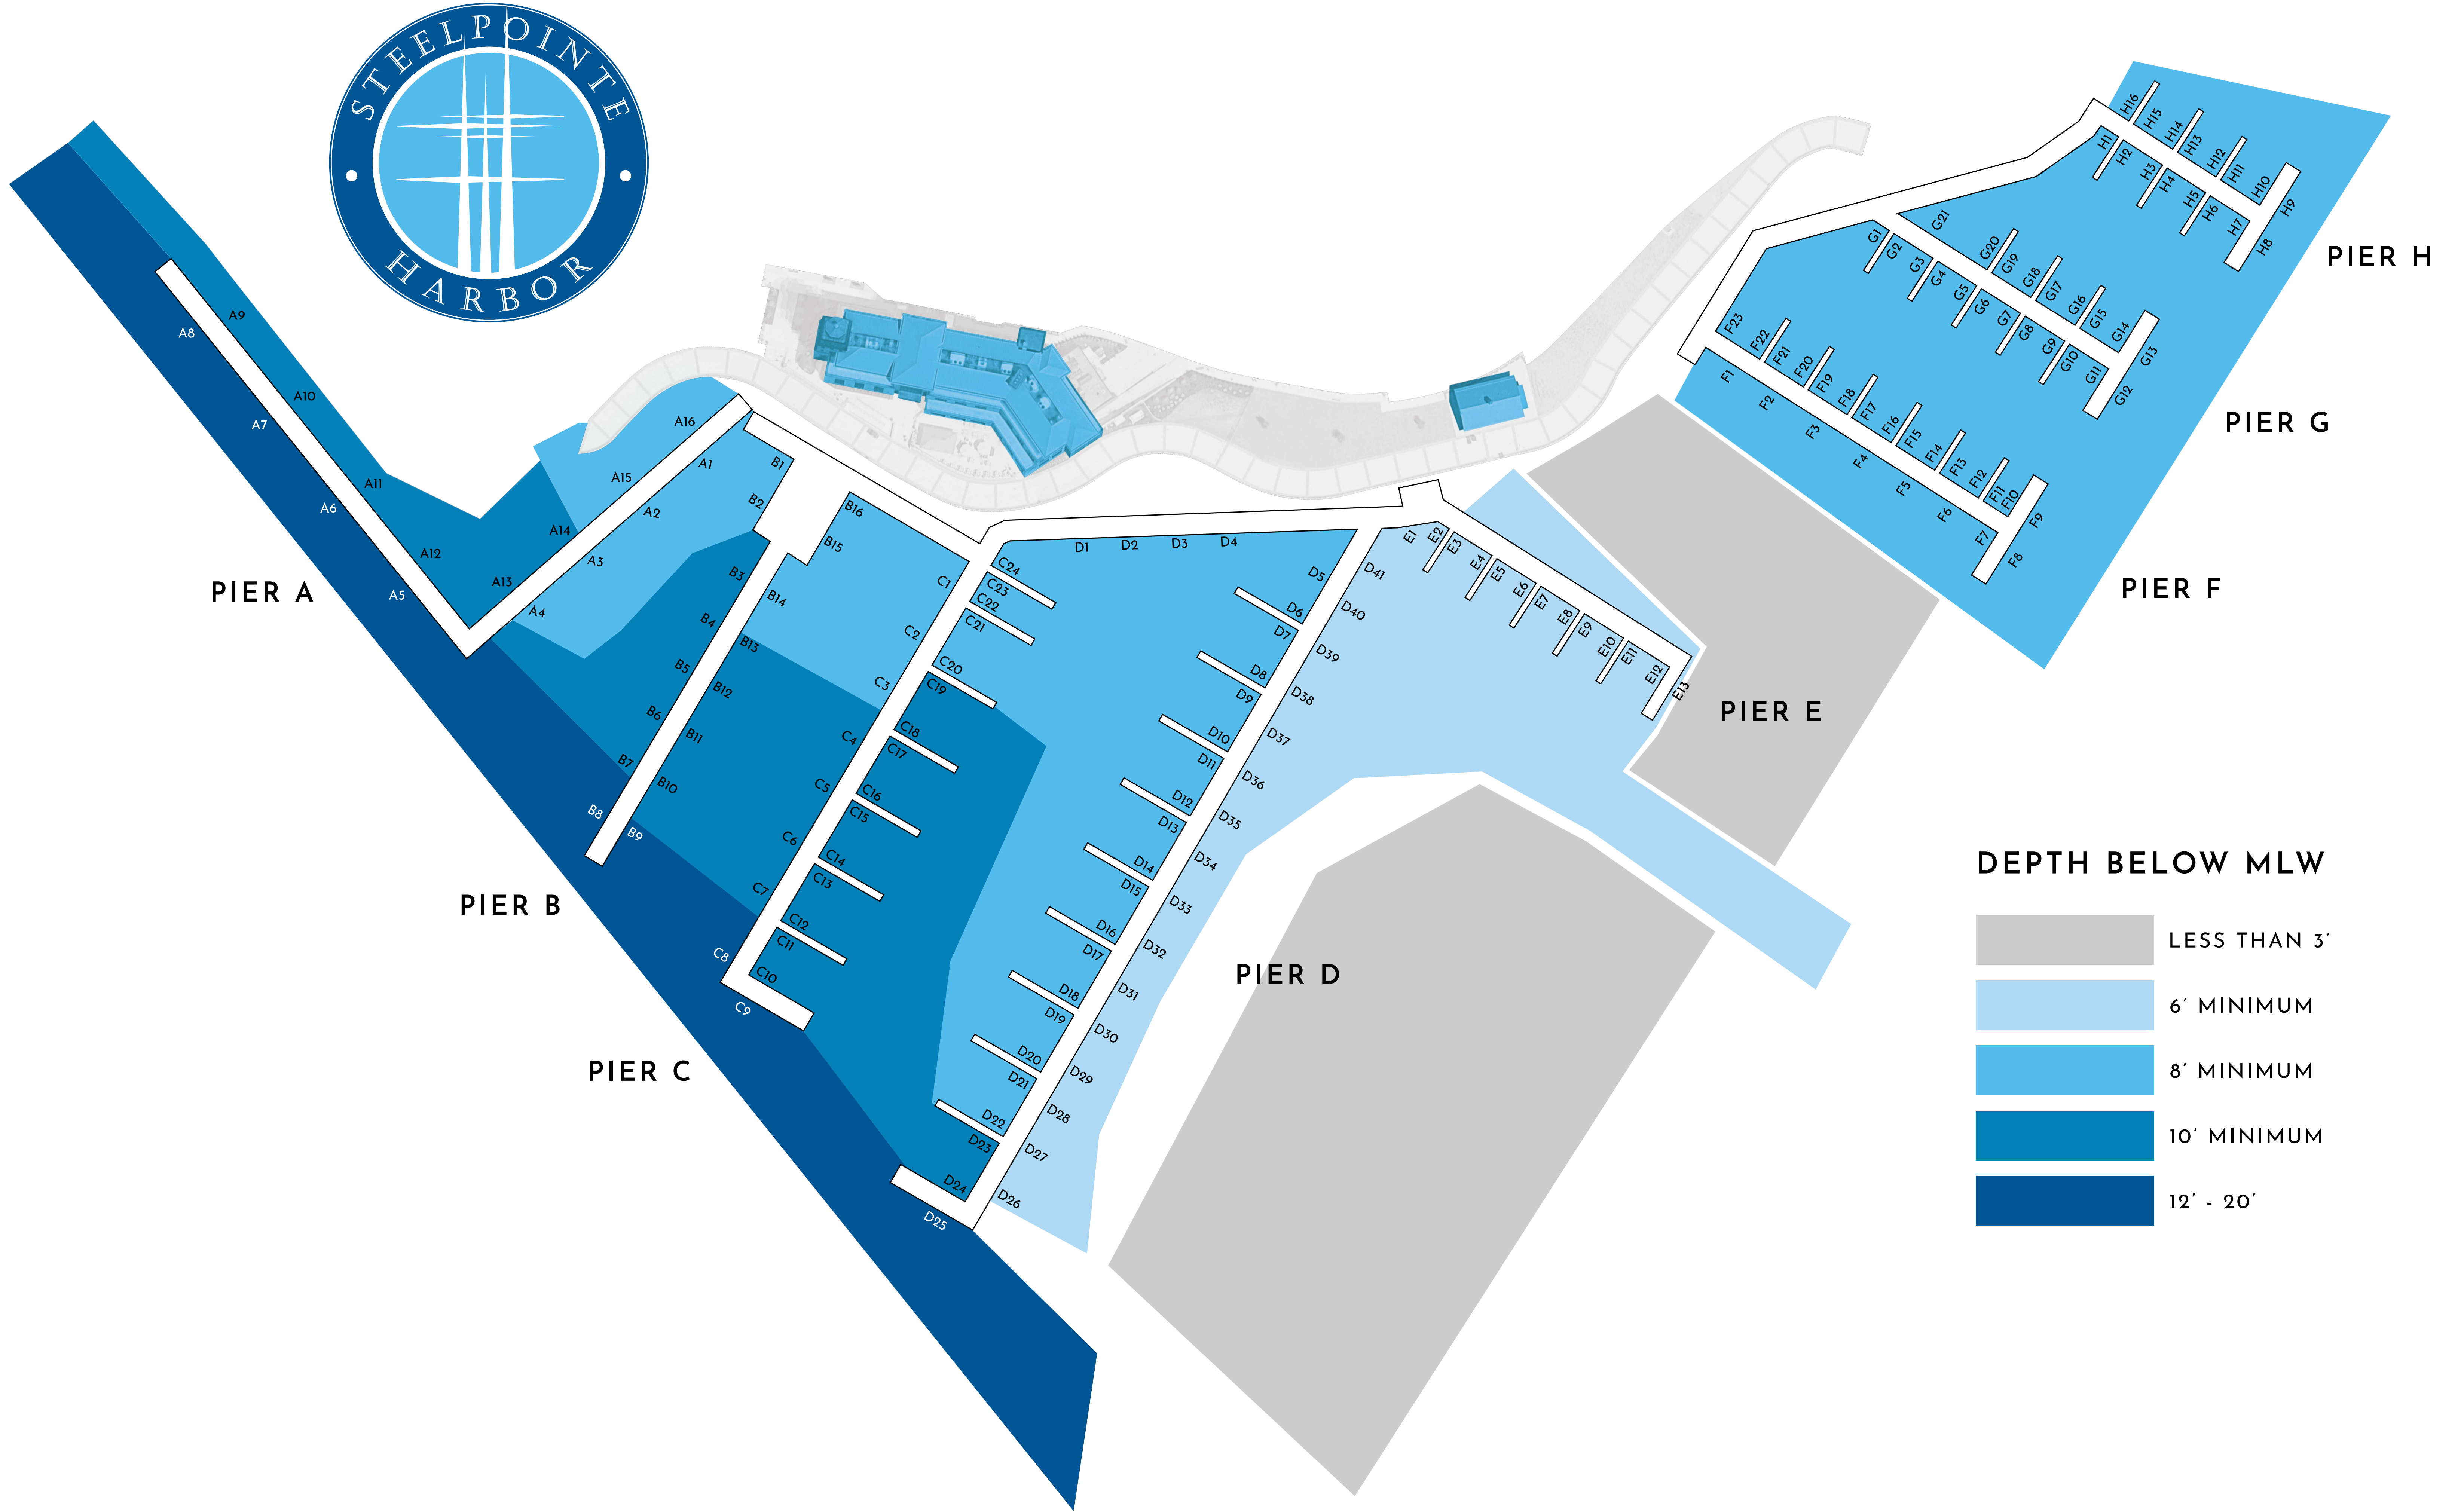 STEELPOINTE
HARBOR
A1
A2
A3
A4
A5
A6
A7
A8
A9
A10
A11
A12
A13
A14
A15
A16
PIER A
B1
B2
B3
B4
B5
B6
B7
B8
B9
B10
B11
B12
B13
B14
B15
B16
PIER B
C1
C2
C3
C4
C5
C6
C7
C8
C9
C10
C11
C12
C13
C14
C15
C16
C17
C18
C19
C20
C21
C22
C23
C24
PIER C
D1
D2
D3
D4
D5
D6
D7
D8
D9
D10
D11
D12
D13
D14
D15
D16
D17
D18
D19
D20
D21
D22
D23
D24
D25
D26
D27
D28
D29
D30
D31
D32
D33
D34
D35
D36
D37
D38
D39
D40
D41
PIER D
E1
E2
E3
E4
E5
E6
E7
E8
E9
E10
E11
E12
E13
PIER E
F1
F2
F3
F4
F5
F6
F7
F8
F9
F10
F11
F12
F13
F14
F15
F16
F17
F18
F19
F20
F21
F22
F23
PIER F
G1
G2
G3
G4
G5
G6
G7
G8
G9
G10
G11
G12
G13
G14
G15
G16
G17
G18
G19
G20
G21
PIER G
H1
H2
H3
H4
H5
H6
H7
H8
H9
H10
H11
H12
H13
H14
H15
H16
PIER H
DEPTH BELOW MLW
LESS THAN 3'
6' MINIMUM
8' MINIMUM
10' MINIMUM
12' - 20'